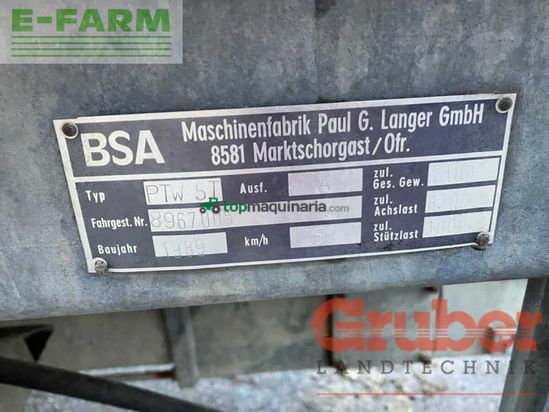 E-FARM
BSA
Maschinenfabrik Paul G. Langer GmbH
8581 Marktschorgast/Ofr.
Typ PTW 5T Ausf. A zul. Ges. Gew.
Fahrgest. Nr. 89670 zul. Achslast
Baujahr 1989 km/h zul. Stützlast
topmaquinaria.com
Gruber
LANDTECHNIK